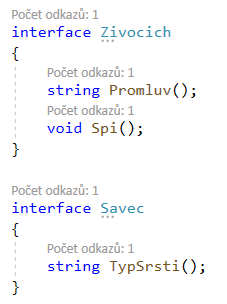 Počet odkazů: 1
interface Zivocich
{
Počet odkazů: 1
string Promluv();
Počet odkazů: 1
void Spi();
}
Počet odkazů: 1
interface Savec
{
Počet odkazů: 1
string TypSrsti();
}